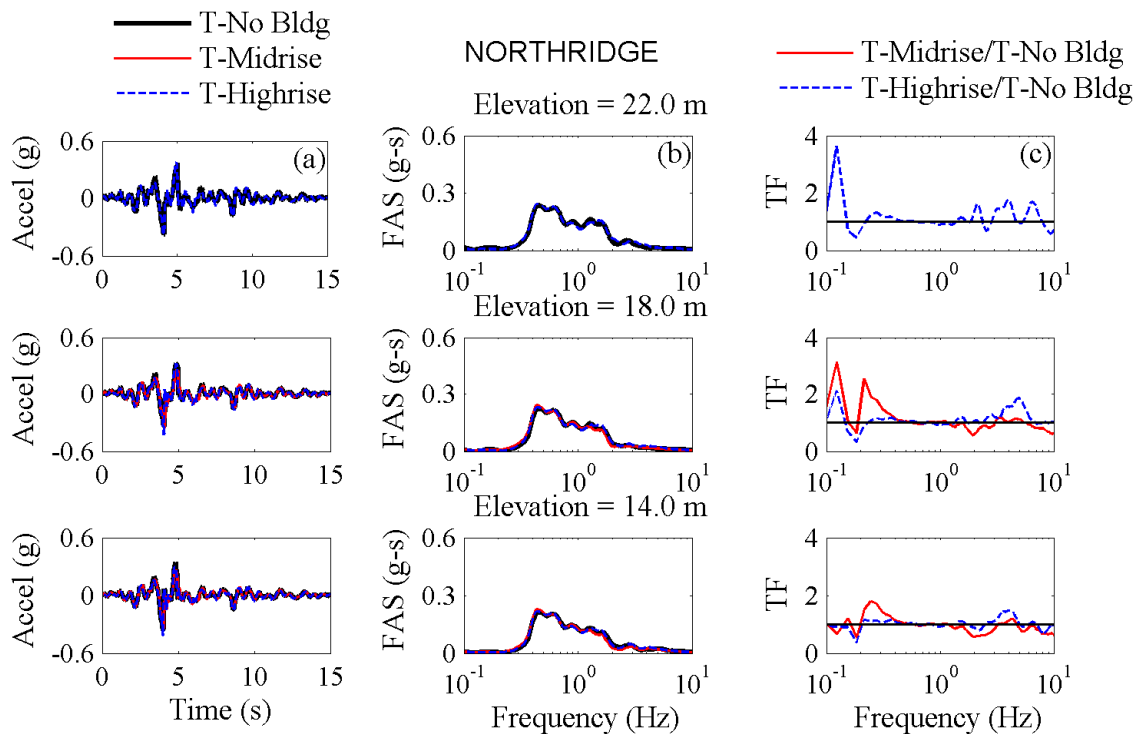 T-No Bldg
T-Midrise
T-Highrise
NORTHRIDGE
T-Midrise/T-No Bldg
T-Highrise/T-No Bldg
Elevation = 22.0 m
Accel (g)
0.6
0
-0.6
(a)
0 5 10 15
FAS (g-s)
0.6
0.3
0
(b)
10^-1 10^0 10^1
TF
4
2
0
(c)
10^-1 10^0 10^1
Elevation = 18.0 m
Accel (g)
0.6
0
-0.6
0 5 10 15
FAS (g-s)
0.6
0.3
0
10^-1 10^0 10^1
TF
4
2
0
10^-1 10^0 10^1
Elevation = 14.0 m
Accel (g)
0.6
0
-0.6
0 5 10 15
Time (s)
FAS (g-s)
0.6
0.3
0
10^-1 10^0 10^1
Frequency (Hz)
TF
4
2
0
10^-1 10^0 10^1
Frequency (Hz)